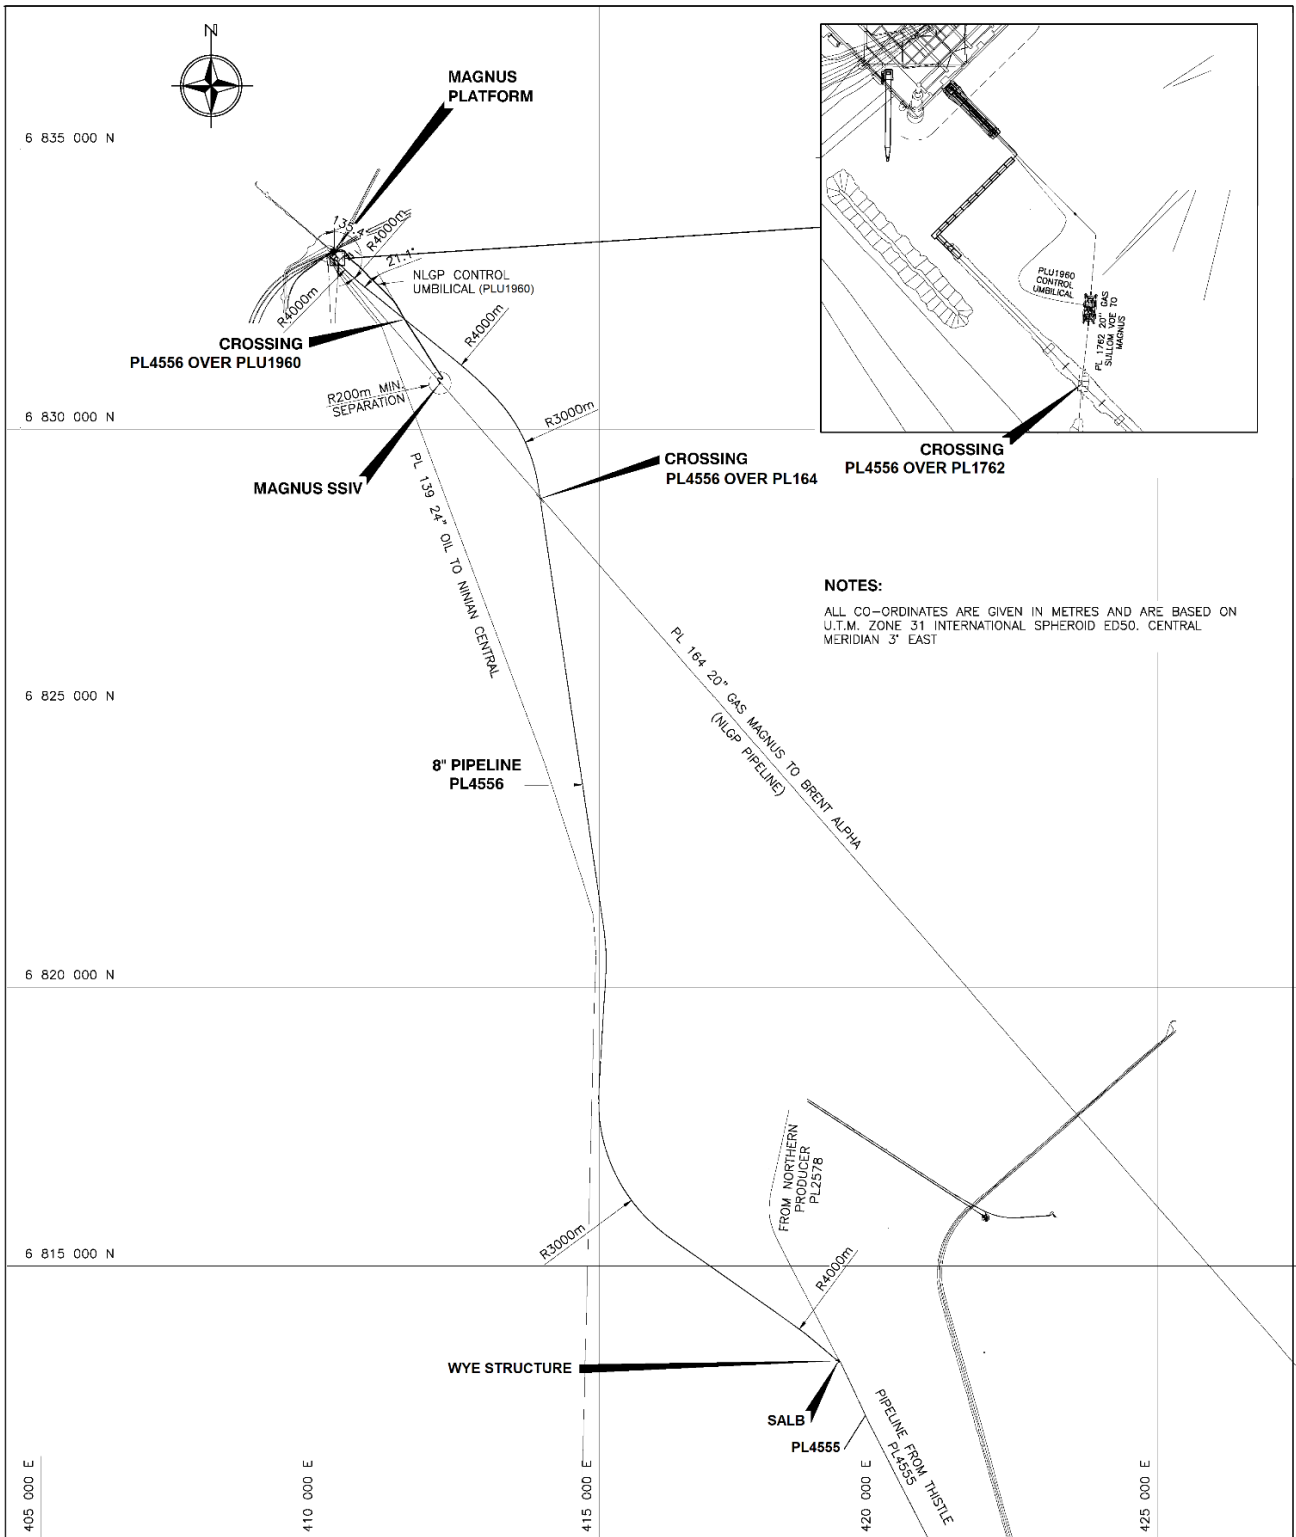 N
MAGNUS
PLATFORM
6 835 000 N
135.4°
R4000m
21.1°
NLGP CONTROL
UMBILICAL (PLU1960)
R4000m
R4000m
CROSSING
PL4556 OVER PLU1960
R200m MIN.
SEPARATION
R3000m
6 830 000 N
MAGNUS SSIV
CROSSING
PL4556 OVER PL164
PL 139 24" OIL TO NINIAN CENTRAL
PLU1960
CONTROL
UMBILICAL
PL 1762 20" GAS
SULLOM VOE TO
MAGNUS
CROSSING
PL4556 OVER PL1762
NOTES:
ALL CO-ORDINATES ARE GIVEN IN METRES AND ARE BASED ON
U.T.M. ZONE 31 INTERNATIONAL SPHEROID ED50. CENTRAL
MERIDIAN 3° EAST
PL 164 20" GAS MAGNUS TO BRENT ALPHA
(NLGP PIPELINE)
6 825 000 N
8" PIPELINE
PL4556
6 820 000 N
FROM NORTHERN
PRODUCER
PL2578
R3000m
6 815 000 N
R4000m
WYE STRUCTURE
SALB
PL4555
PIPELINE FROM THISTLE
PL4555
405 000 E
410 000 E
415 000 E
420 000 E
425 000 E